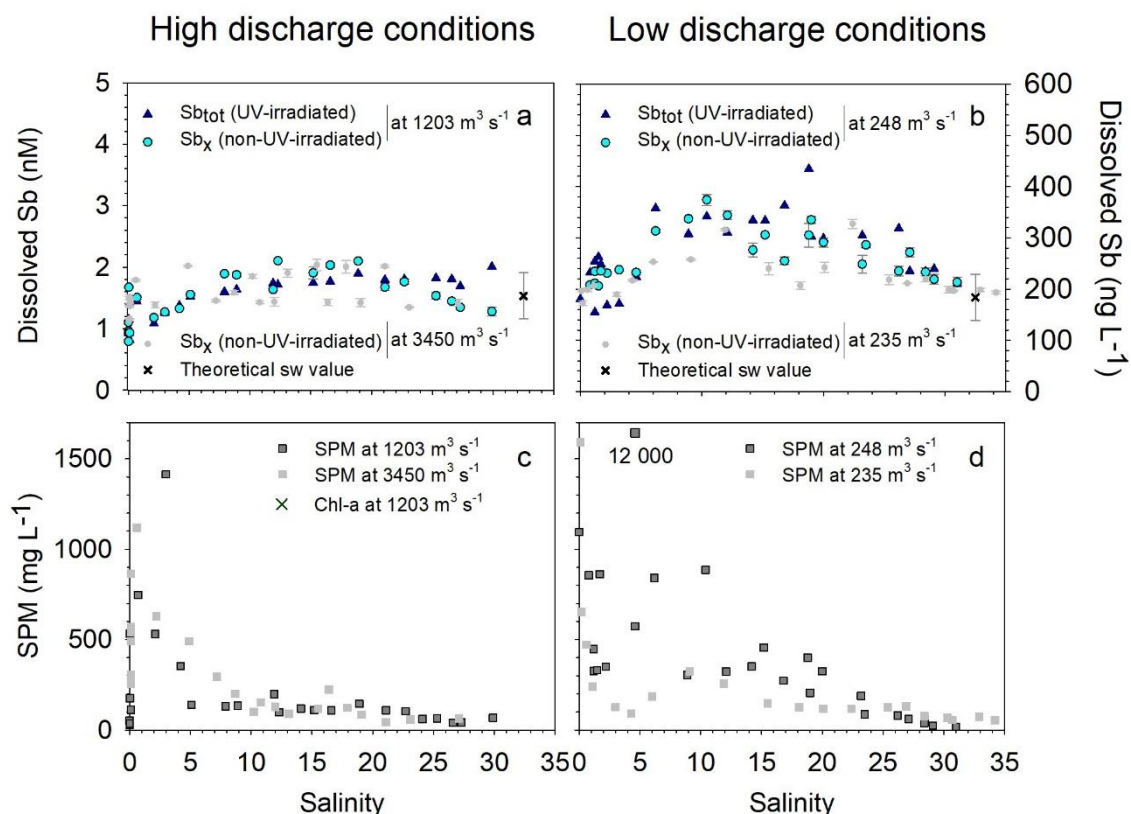 High discharge conditions
Low discharge conditions
Dissolved Sb (nM)
5
4
3
2
1
0
Sbtot (UV-irradiated)
Sbx (non-UV-irradiated)
at 1203 m³ s⁻¹
a
Sbx (non-UV-irradiated)
at 3450 m³ s⁻¹
Theoretical sw value
Sbtot (UV-irradiated)
Sbx (non-UV-irradiated)
at 248 m³ s⁻¹
b
Sbx (non-UV-irradiated)
at 235 m³ s⁻¹
Theoretical sw value
600
500
400
300
200
100
0
Dissolved Sb (ng L⁻¹)
SPM (mg L⁻¹)
1500
1000
500
0
SPM at 1203 m³ s⁻¹
SPM at 3450 m³ s⁻¹
Chl-a at 1203 m³ s⁻¹
c
12 000
SPM at 248 m³ s⁻¹
SPM at 235 m³ s⁻¹
d
0 5 10 15 20 25 30 35
0 5 10 15 20 25 30 35
Salinity
Salinity